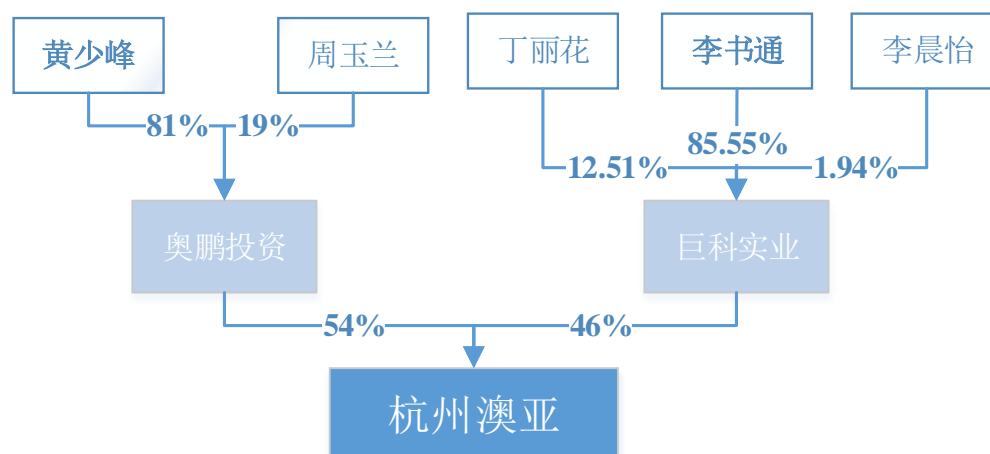 黄少峰
周玉兰
丁丽花
李书通
李晨怡
81%
19%
85.55%
12.51%
1.94%
奥鹏投资
巨科实业
54%
46%
杭州澳亚